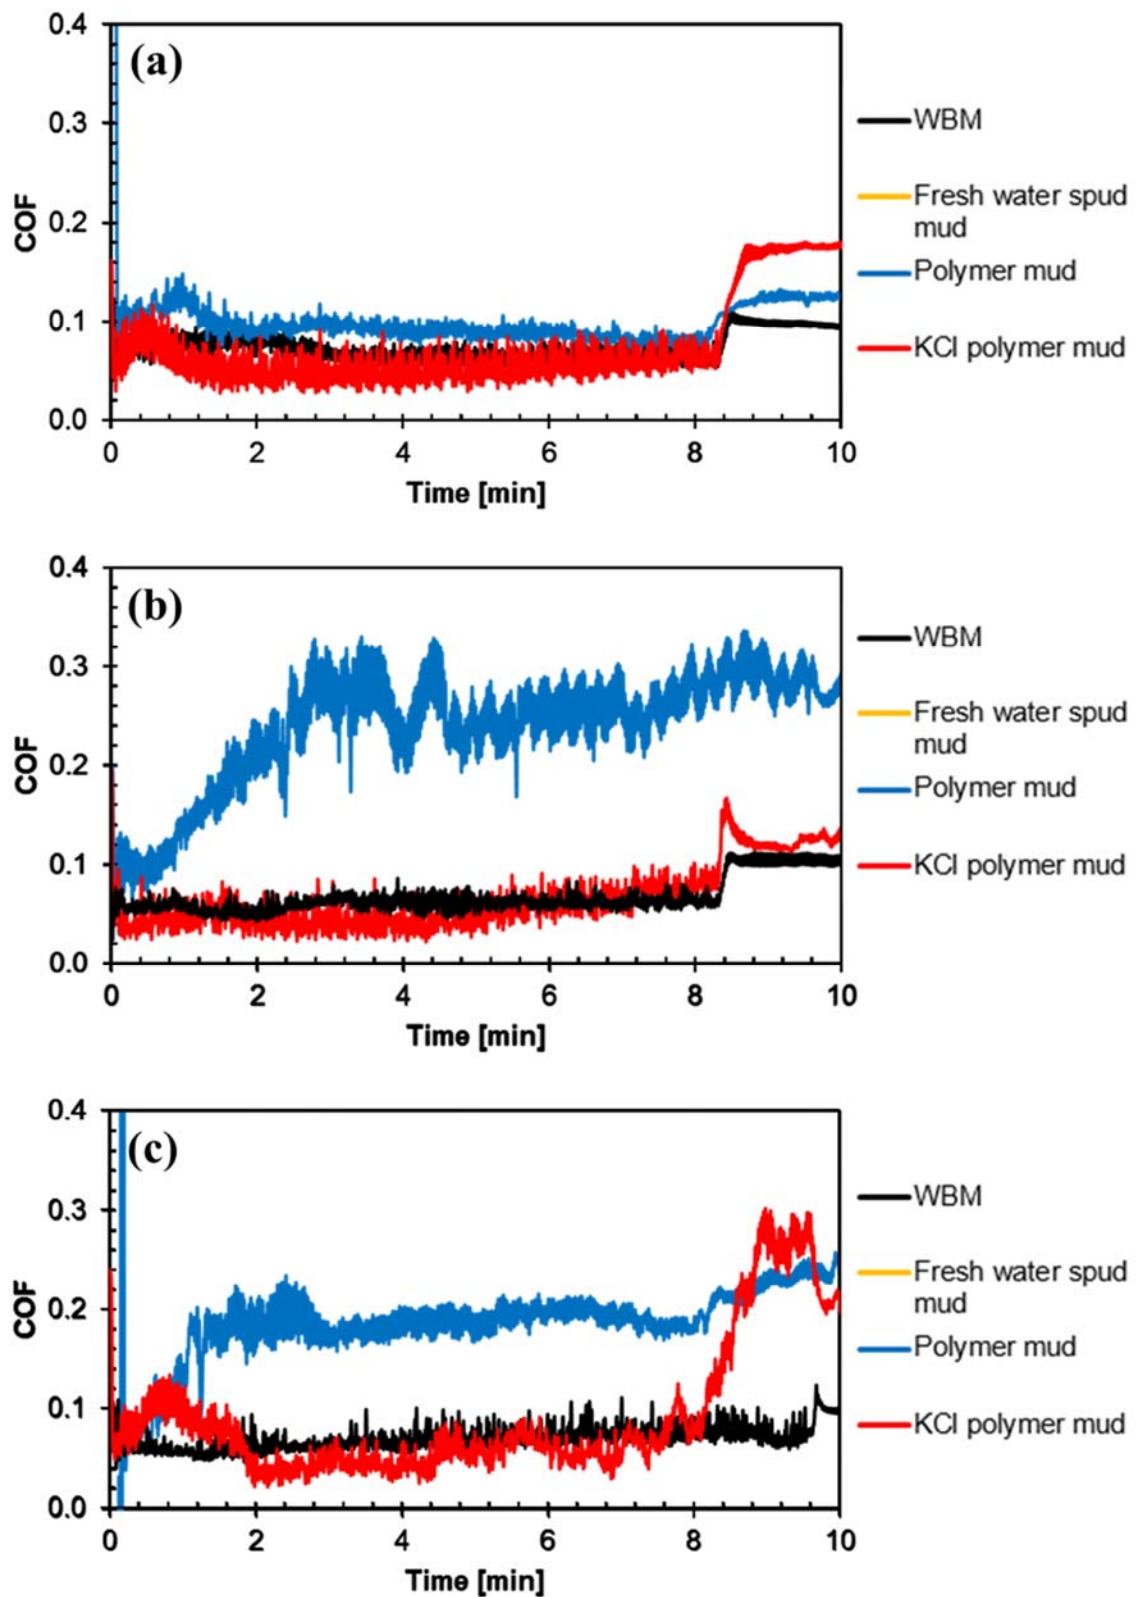 (a)
0.4
0.3
0.2
0.1
0.0
COF
0 2 4 6 8 10
Time [min]
WBM
Fresh water spud
mud
Polymer mud
KCl polymer mud
(b)
0.4
0.3
0.2
0.1
0.0
COF
0 2 4 6 8 10
Time [min]
WBM
Fresh water spud
mud
Polymer mud
KCl polymer mud
(c)
0.4
0.3
0.2
0.1
0.0
COF
0 2 4 6 8 10
Time [min]
WBM
Fresh water spud
mud
Polymer mud
KCl polymer mud